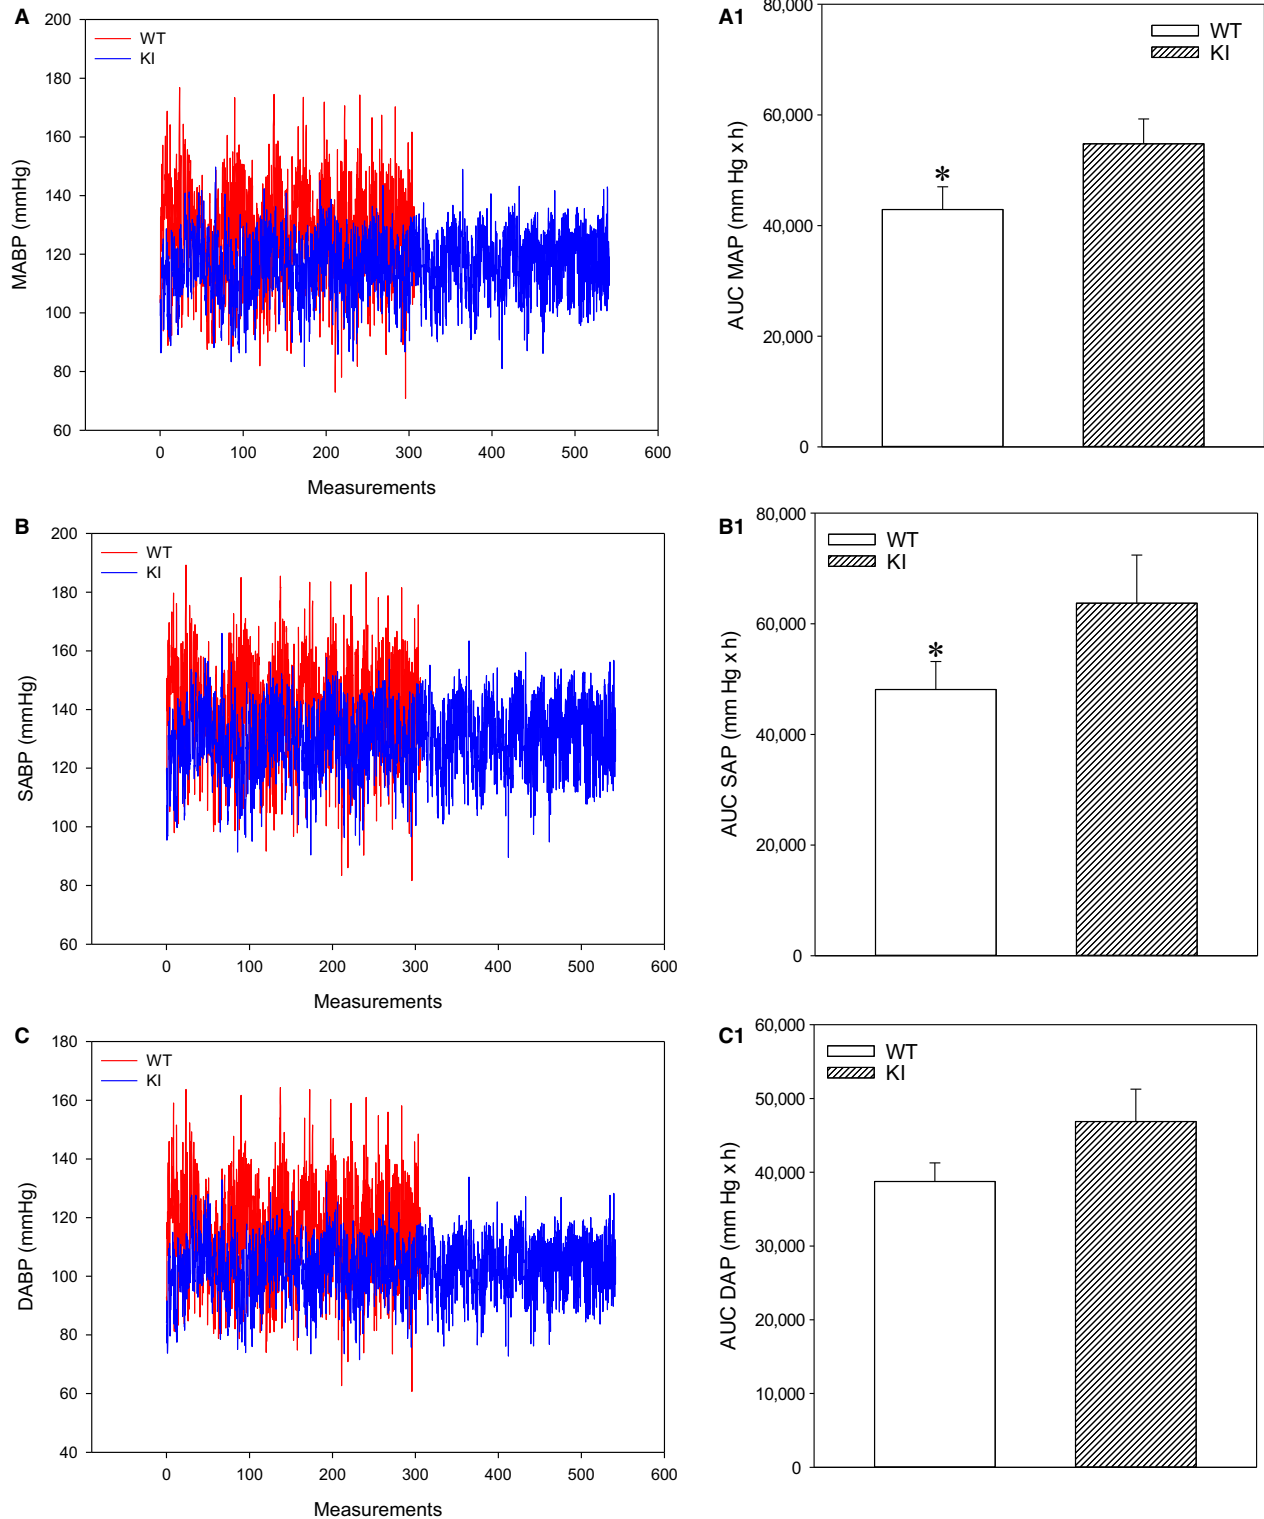 A
200
180
160
140
120
100
80
60
MABP (mmHg)
WT
KI
0 100 200 300 400 500 600
Measurements
A1
80,000
60,000
40,000
20,000
0
AUC MAP (mm Hg x h)
WT
KI
*
B
200
180
160
140
120
100
80
60
SABP (mmHg)
WT
KI
0 100 200 300 400 500 600
Measurements
B1
80,000
60,000
40,000
20,000
0
AUC SAP (mm Hg x h)
WT
KI
*
C
180
160
140
120
100
80
60
40
DABP (mmHg)
WT
KI
0 100 200 300 400 500 600
Measurements
C1
60,000
50,000
40,000
30,000
20,000
10,000
0
AUC DAP (mm Hg x h)
WT
KI